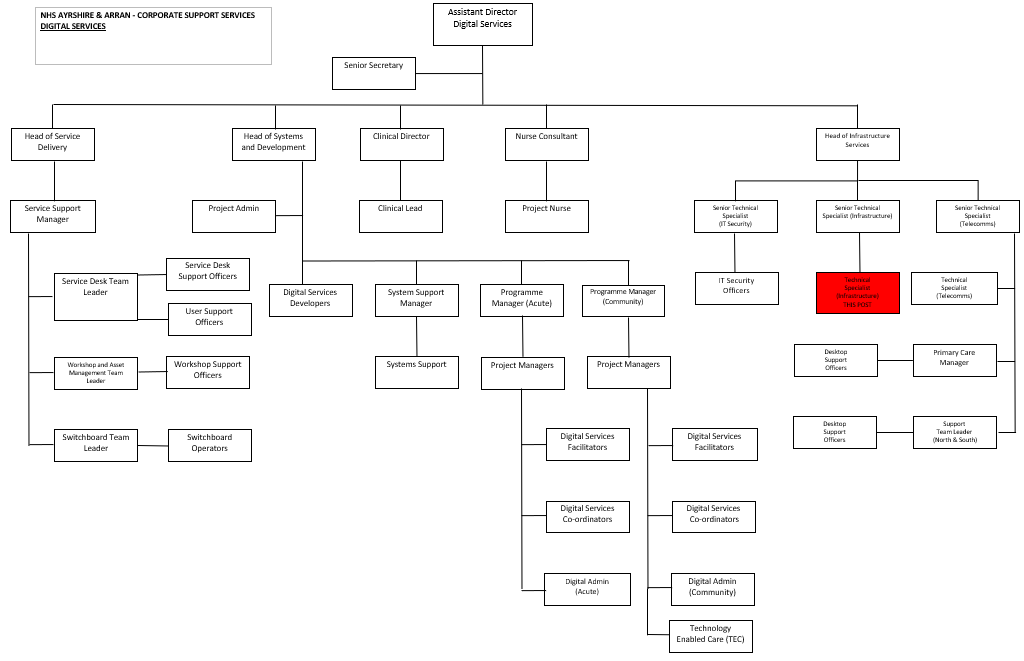 NHS AYRSHIRE & ARRAN - CORPORATE SUPPORT SERVICES
DIGITAL SERVICES
Assistant Director
Digital Services
Senior Secretary
Head of Service
Delivery
Head of Systems
and Development
Clinical Director
Nurse Consultant
Head of Infrastructure
Services
Service Support
Manager
Project Admin
Clinical Lead
Project Nurse
Senior Technical
Specialist
(IT Security)
Senior Technical
Specialist (Infrastructure)
Senior Technical
Specialist
(Telecomms)
Service Desk Team
Leader
Service Desk
Support Officers
User Support
Officers
Digital Services
Developers
System Support
Manager
Programme
Manager (Acute)
Programme Manager
(Community)
IT Security
Officers
Technical
Specialist
(Infrastructure)
THIS POST
Technical
Specialist
(Telecomms)
Workshop and Asset
Management Team
Leader
Workshop Support
Officers
Systems Support
Project Managers
Project Managers
Desktop
Support
Officers
Primary Care
Manager
Switchboard Team
Leader
Switchboard
Operators
Digital Services
Facilitators
Digital Services
Facilitators
Desktop
Support
Officers
Support
Team Leader
(North & South)
Digital Services
Co-ordinators
Digital Services
Co-ordinators
Digital Admin
(Acute)
Digital Admin
(Community)
Technology
Enabled Care (TEC)